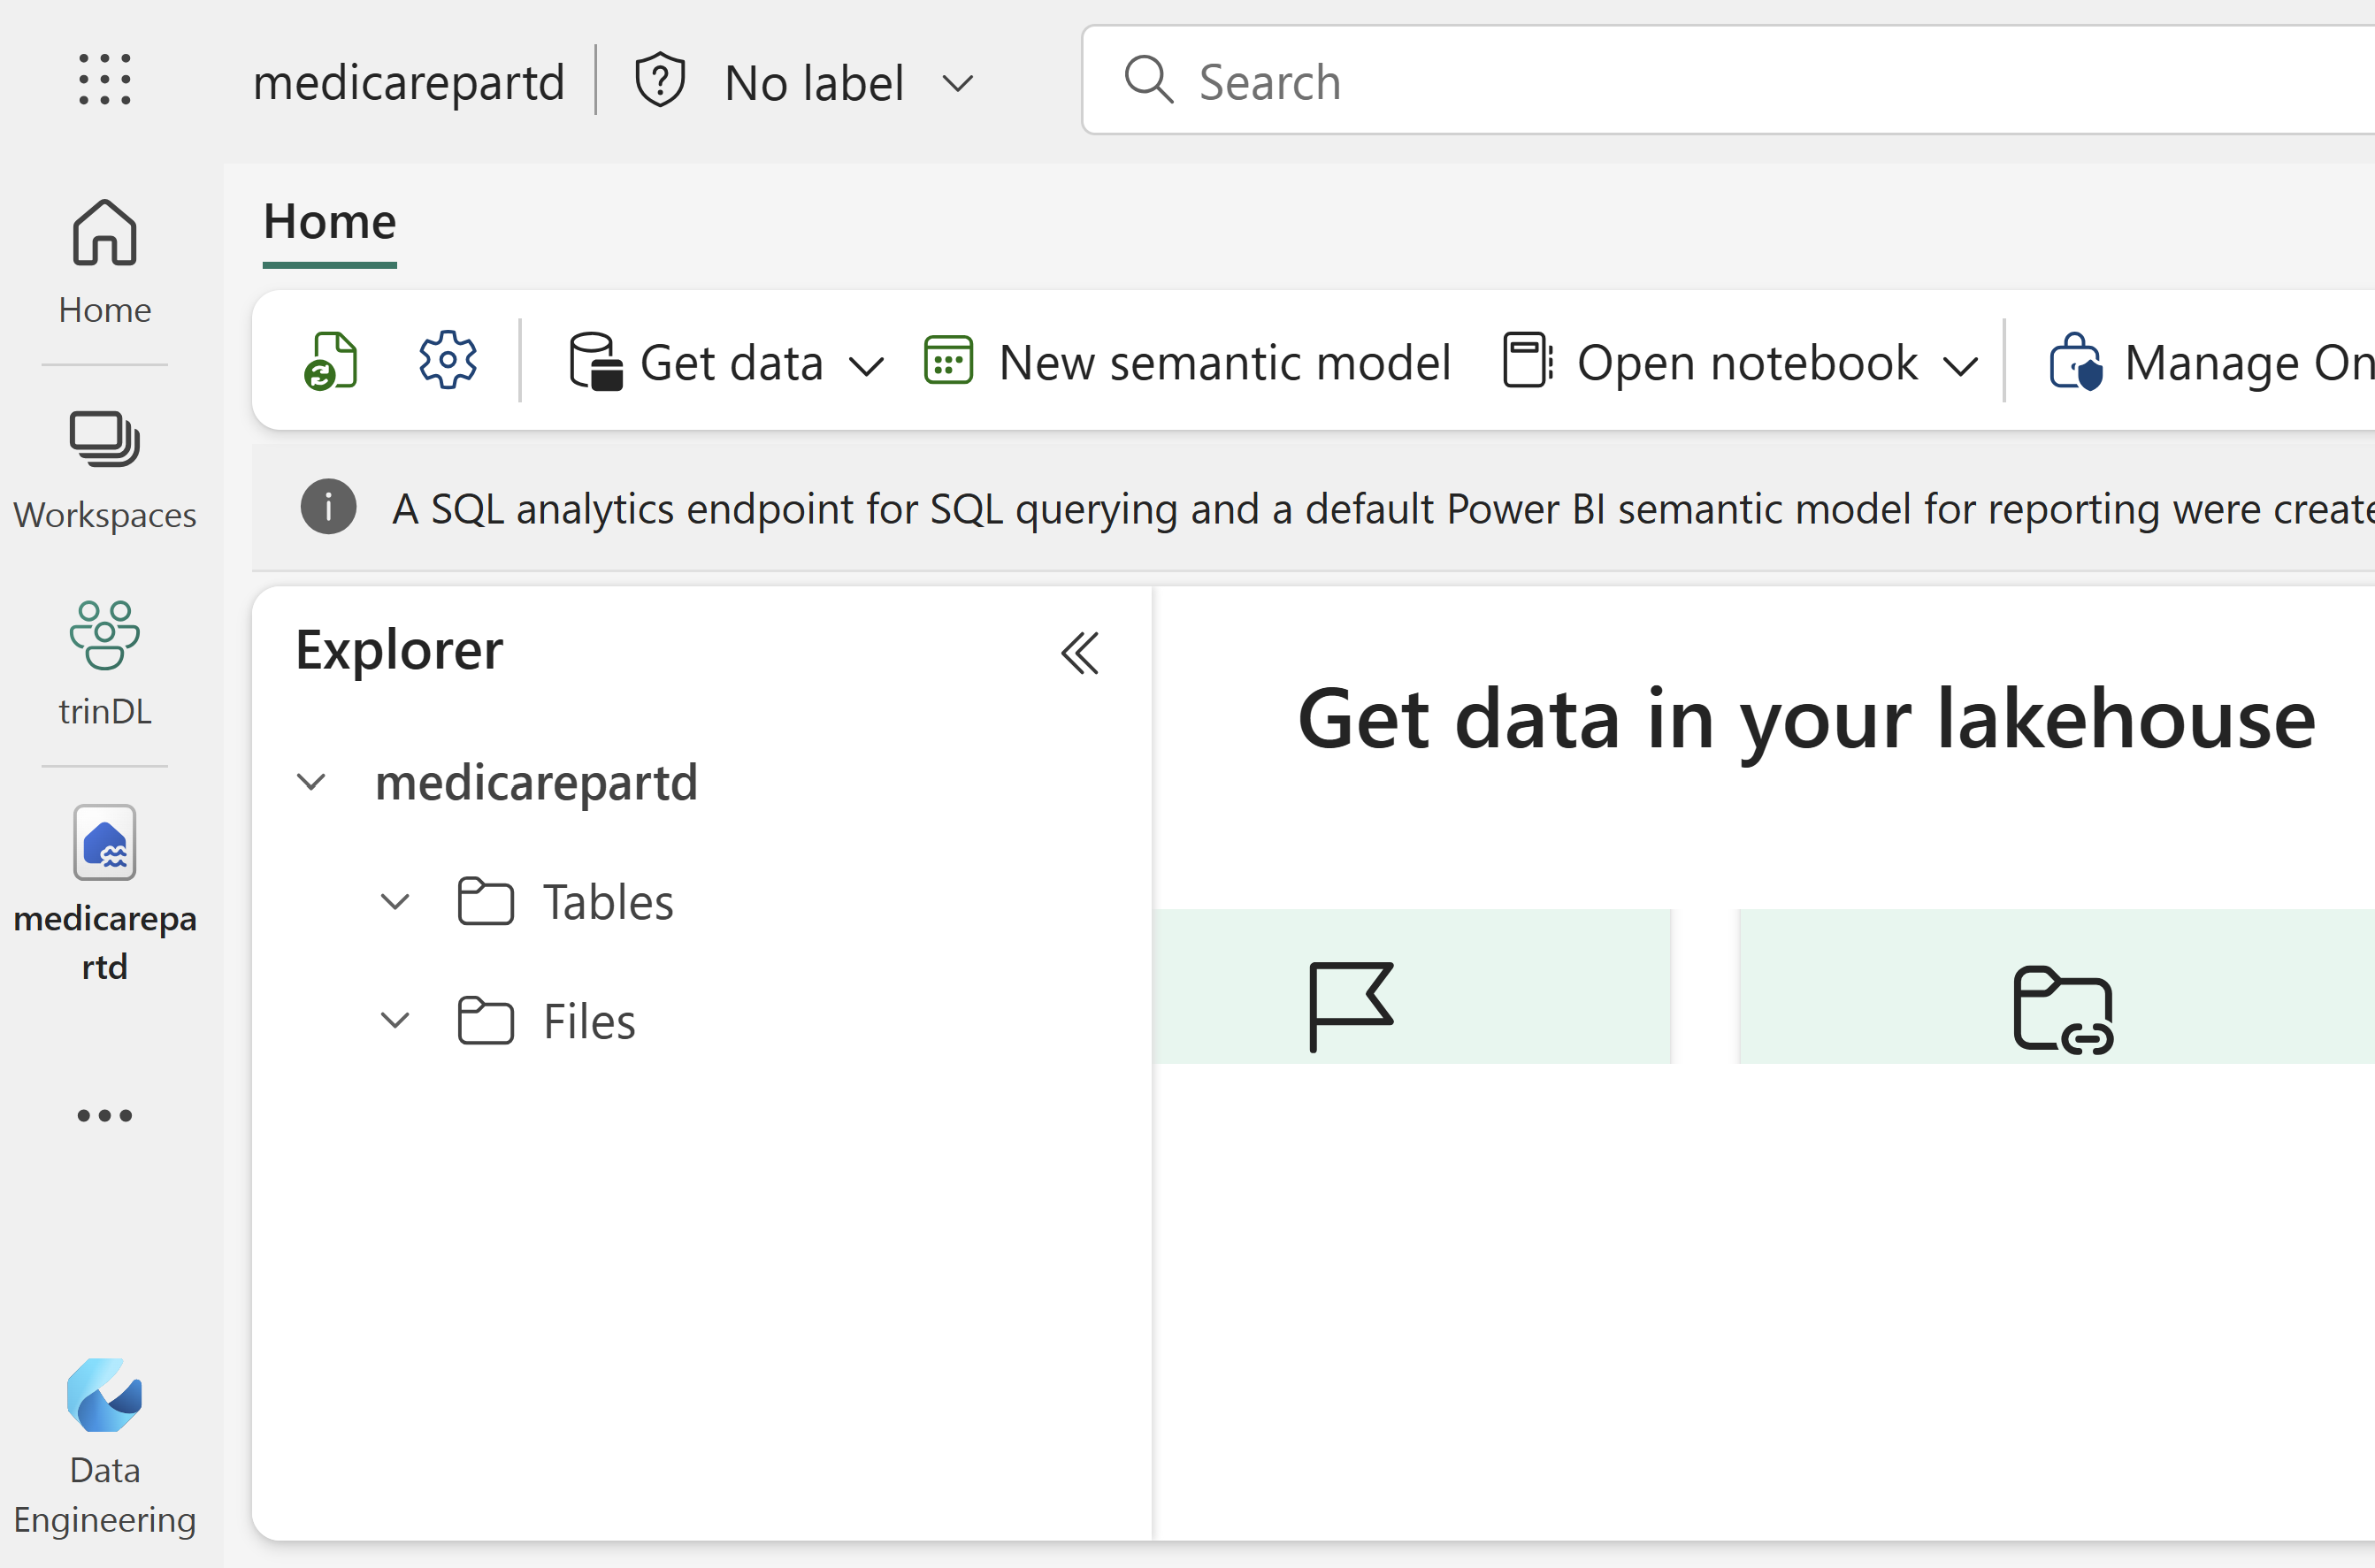 medicarepartd
No label
Search
Home
Home
Get data
New semantic model
Open notebook
Manage On
A SQL analytics endpoint for SQL querying and a default Power BI semantic model for reporting were create
Workspaces
trinDL
medicarepa
rtd
Explorer
medicarepartd
Tables
Files
Get data in your lakehouse
Data
Engineering